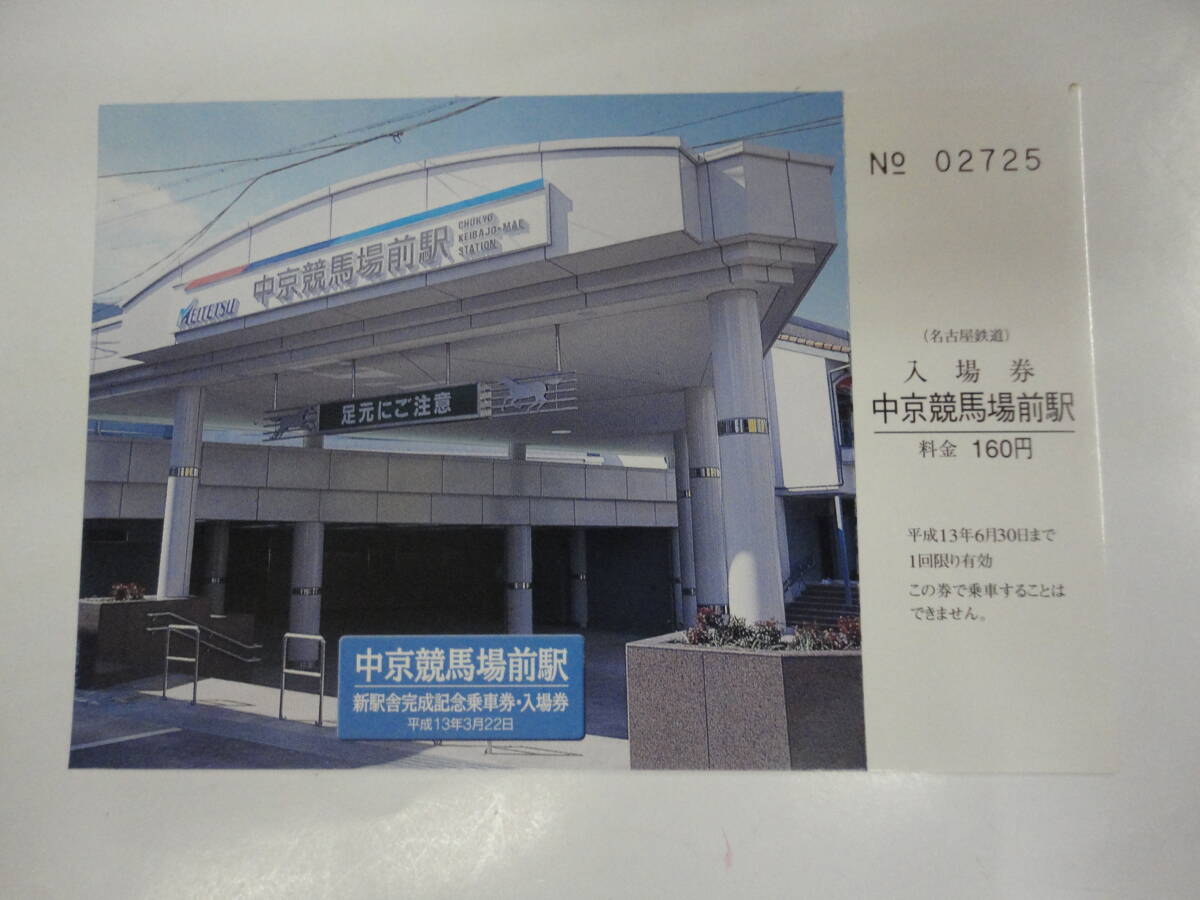 MEITETSU
中京競馬場前駅
CHUKYO
KEIBAJO-MAE
STATION
足元にご注意
中京競馬場前駅
新駅舎完成記念乗車券・入場券
平成13年3月22日
№ 02725
(名古屋鉄道)
入場券
中京競馬場前駅
料金 160円
平成13年6月30日まで
1回限り有効
この券で乗車することは
できません。